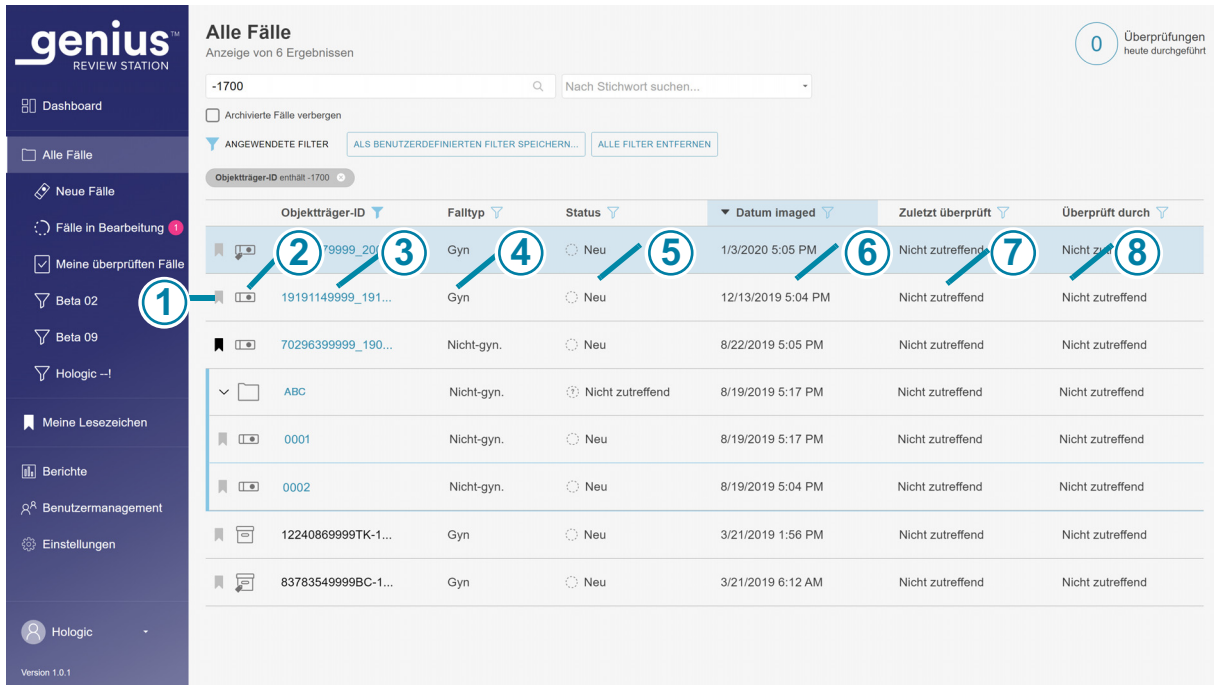 genius™
REVIEW STATION
Dashboard
Alle Fälle
Neue Fälle
Fälle in Bearbeitung 1
Meine überprüften Fälle
Beta 02
Beta 09
Hologic --!
Meine Lesezeichen
Berichte
Benutzermanagement
Einstellungen
Hologic
Version 1.0.1
Alle Fälle
Anzeige von 6 Ergebnissen
0 Überprüfungen
heute durchgeführt
-1700 Nach Stichwort suchen...
Archivierte Fälle verbergen
ANGEWENDETE FILTER ALS BENUTZERDEFINIERTEN FILTER SPEICHERN... ALLE FILTER ENTFERNEN
Objektträger-ID enthält -1700
Objektträger-ID Falltyp Status Datum imaged Zuletzt überprüft Überprüft durch
Gyn Neu 1/3/2020 5:05 PM Nicht zutreffend Nicht
2 3 4 5 6 7 8
1
19191149999_191... Gyn Neu 12/13/2019 5:04 PM Nicht zutreffend Nicht zutreffend
70296399999_190... Nicht-gyn. Neu 8/22/2019 5:05 PM Nicht zutreffend Nicht zutreffend
ABC Nicht-gyn. Nicht zutreffend 8/19/2019 5:17 PM Nicht zutreffend Nicht zutreffend
0001 Nicht-gyn. Neu 8/19/2019 5:17 PM Nicht zutreffend Nicht zutreffend
0002 Nicht-gyn. Neu 8/19/2019 5:04 PM Nicht zutreffend Nicht zutreffend
12240869999TK-1... Gyn Neu 3/21/2019 1:56 PM Nicht zutreffend Nicht zutreffend
83783549999BC-1... Gyn Neu 3/21/2019 6:12 AM Nicht zutreffend Nicht zutreffend